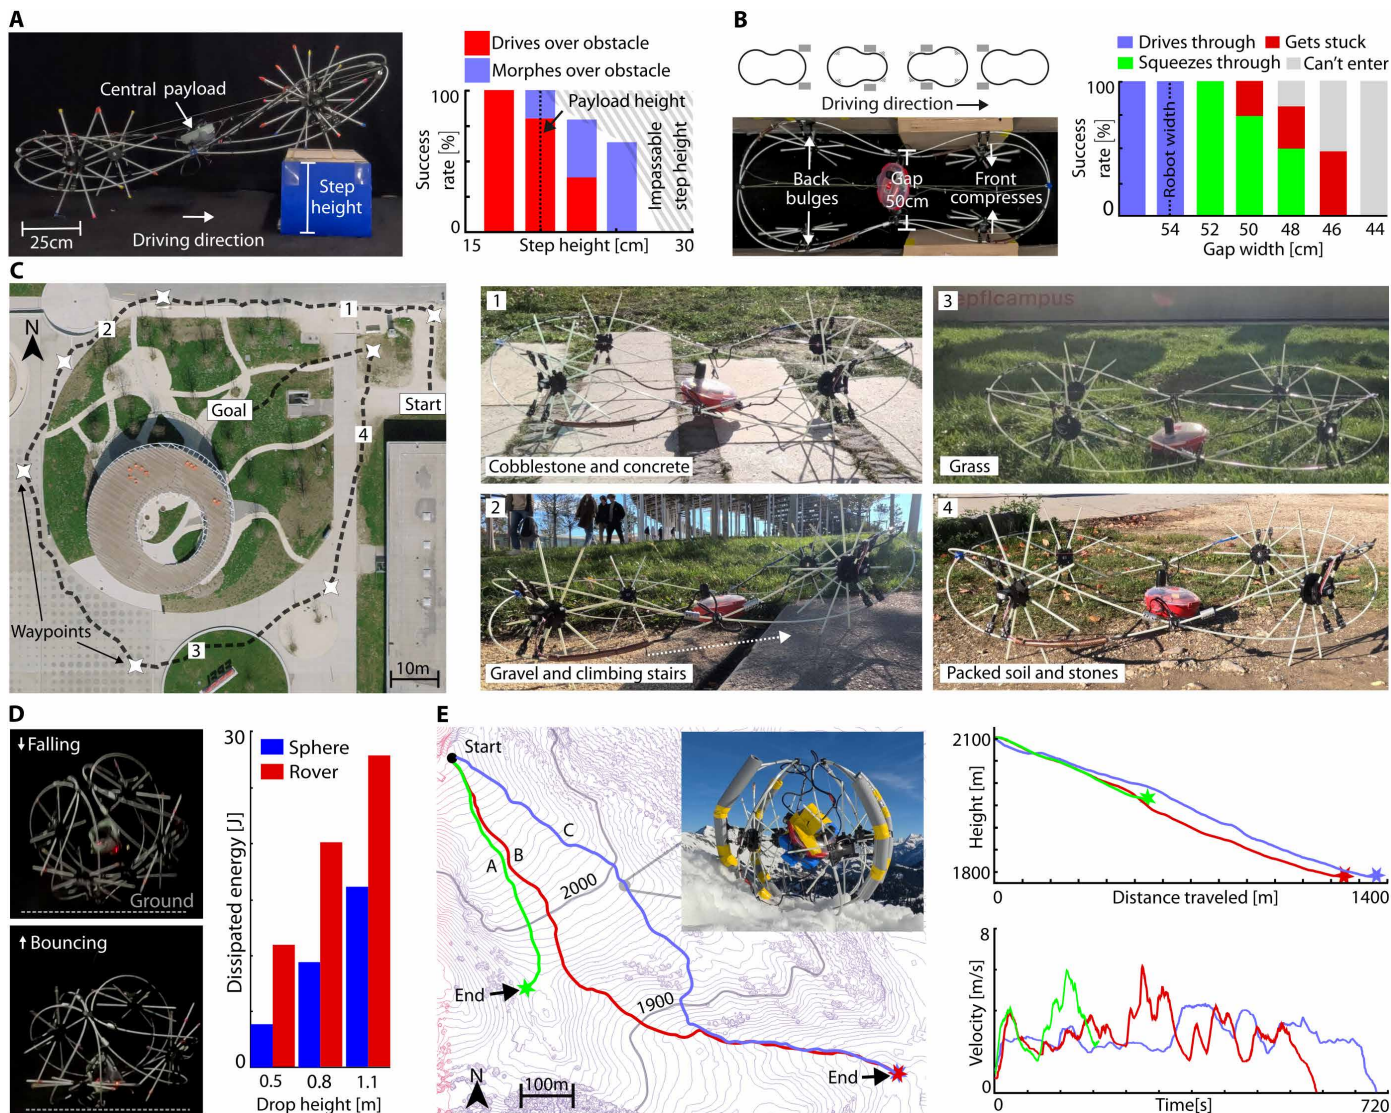 A
Central payload
Step
height
25cm
Driving direction
Drives over obstacle
Morphes over obstacle
100
Success
rate [%]
0
Payload height
Impassable
step height
15
Step height [cm]
30
B
Driving direction
Back
bulges
Gap
50cm
Front
compresses
Drives through
Gets stuck
Squeezes through
Can't enter
100
Success
rate [%]
0
Robot width
54
52
50
48
46
44
Gap width [cm]
C
N
1
2
Goal
Start
4
Waypoints
3
10m
1
Cobblestone and concrete
3
epflcampus
Grass
2
Gravel and climbing stairs
4
Packed soil and stones
D
Falling
Ground
Bouncing
30
Sphere
Rover
Dissipated energy [J]
0
0.5
0.8
1.1
Drop height [m]
E
Start
C
B
A
2000
1900
End
End
N
100m
2100
Height [m]
1800
0
Distance traveled [m]
1400
8
Velocity [m/s]
0
0
Time[s]
720